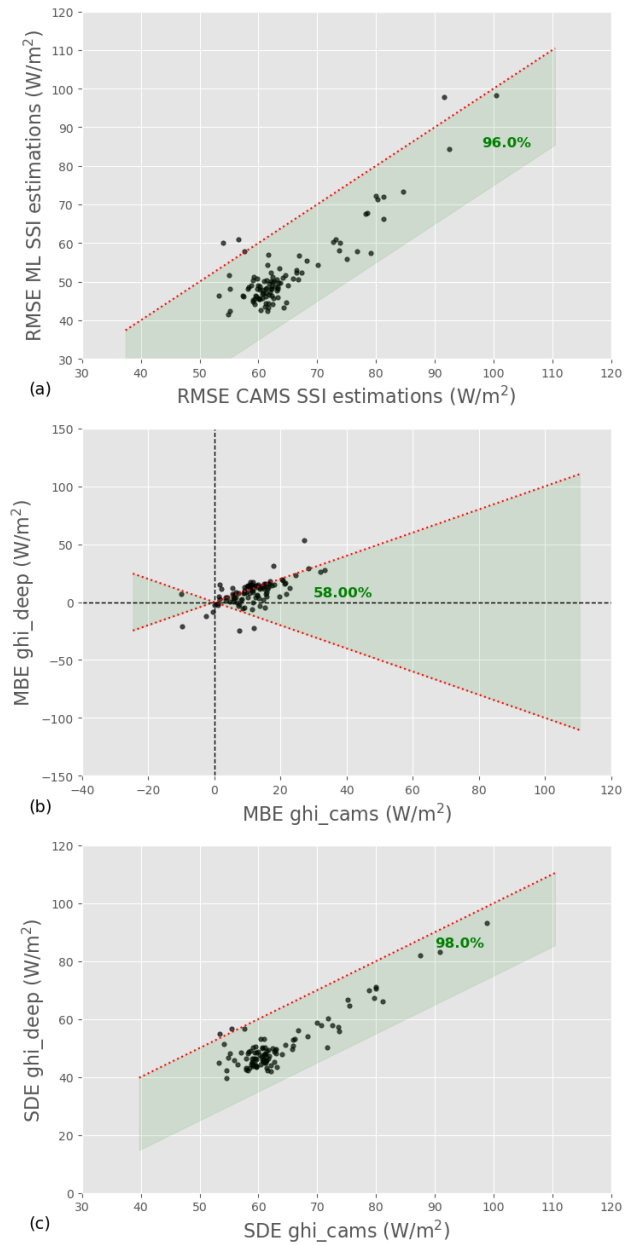 120
110
100
90
80
70
60
50
40
30
RMSE ML SSI estimations (W/m²)
96.0%
30 40 50 60 70 80 90 100 110 120
(a)
RMSE CAMS SSI estimations (W/m²)
150
100
50
0
−50
−100
−150
MBE ghi_deep (W/m²)
58.00%
−40 −20 0 20 40 60 80 100 120
(b)
MBE ghi_cams (W/m²)
120
100
80
60
40
20
0
SDE ghi_deep (W/m²)
98.0%
30 40 50 60 70 80 90 100 110 120
(c)
SDE ghi_cams (W/m²)